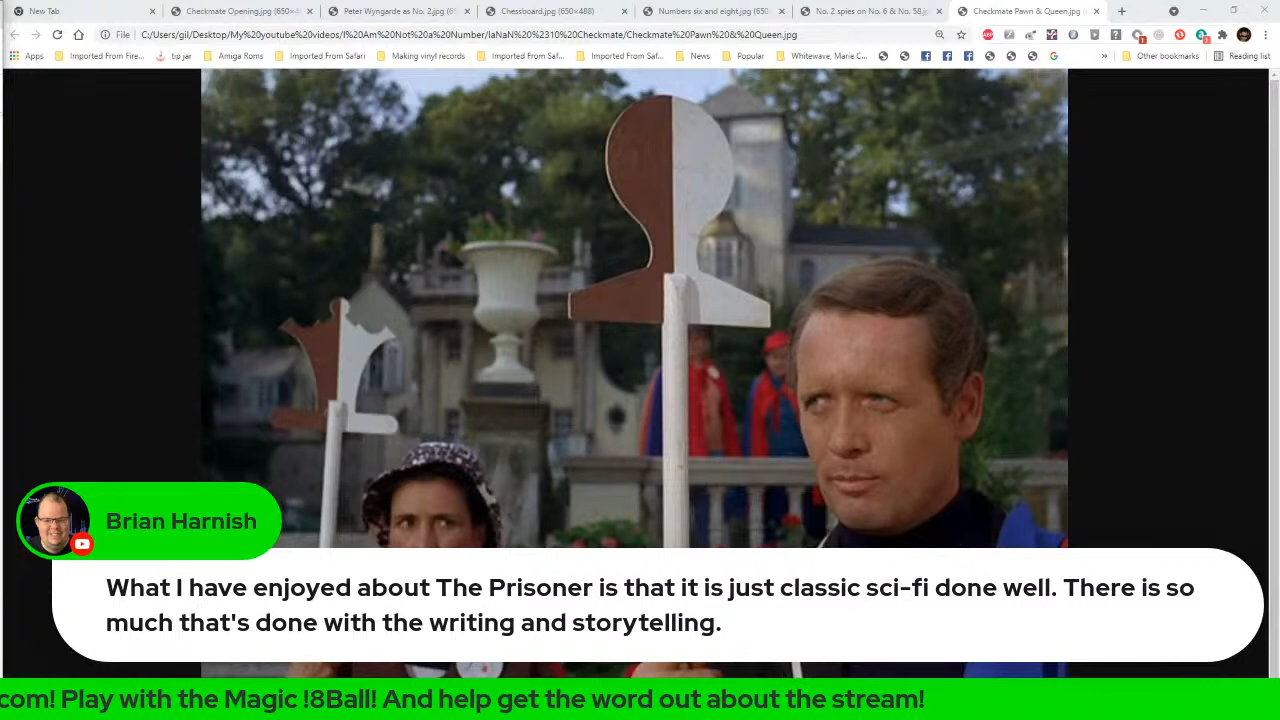 New Tab
Checkmate Opening.jpg (650×4
Peter Wyngarde as No. 2.jpg (65
Chessboard.jpg (650×488)
Numbers six and eight.jpg (650
No. 2 spies on No. 6 & No. 58.jp
Checkmate Pawn & Queen.jpg (
File
C:/Users/gil/Desktop/My%20youtube%20videos/I%20Am%20Not%20a%20Number/IaNaN%20%2310%20Checkmate/Checkmate%20Pawn%20&%20Queen.jpg
Apps
Imported From Fire...
tip jar
Amiga Roms
Imported From Safari
Making vinyl records
Imported From Saf...
Imported From Saf...
News
Popular
Whitewave, Marie C...
»
Other bookmarks
Reading list
Brian Harnish
What I have enjoyed about The Prisoner is that it is just classic sci-fi done well. There is so
much that's done with the writing and storytelling.
com! Play with the Magic !8Ball! And help get the word out about the stream!